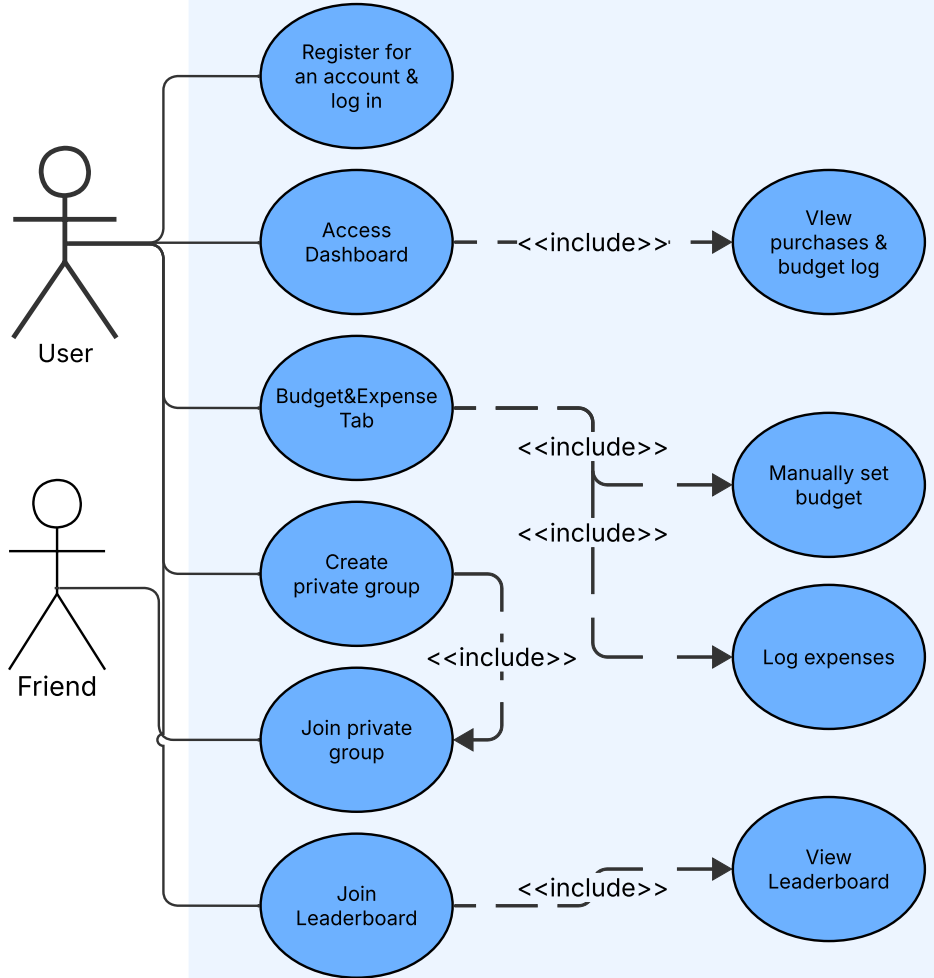 Register for
an account &
log in
Access
Dashboard
<<include>>
VIew
purchases &
budget log
User
Budget&Expense
Tab
<<include>>
Manually set
budget
<<include>>
Create
private group
<<include>>
Log expenses
Friend
Join private
group
View
Leaderboard
<<include>>
Join
Leaderboard